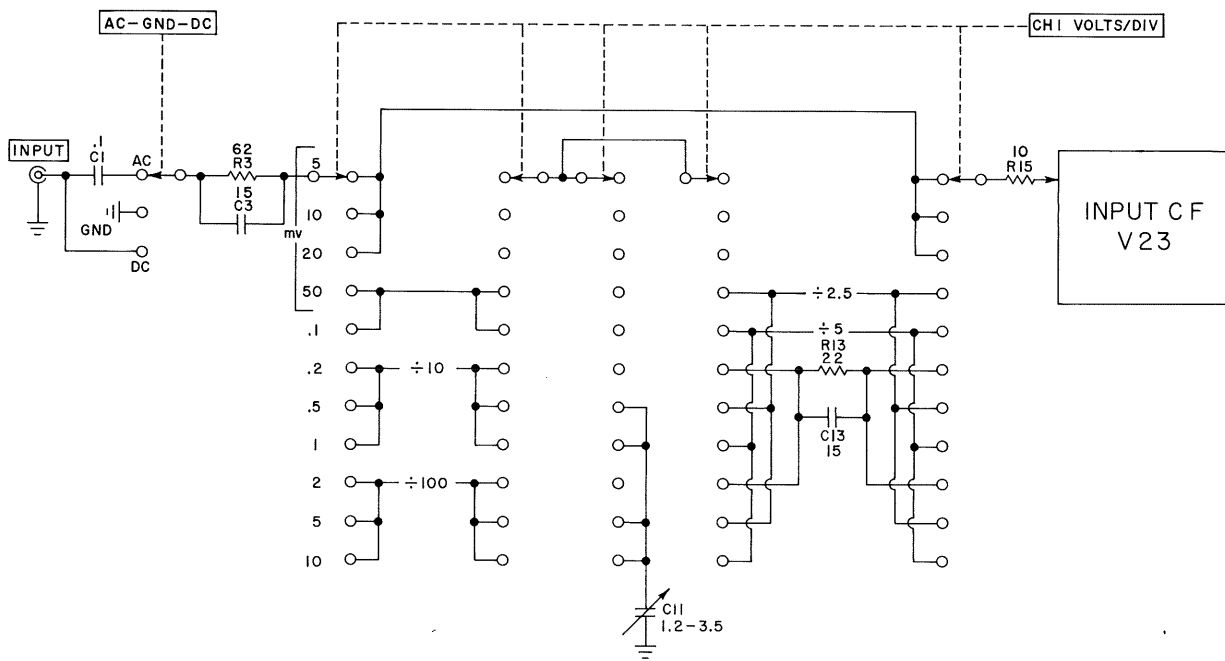 AC-GND-DC
CH1 VOLTS/DIV
INPUT
.1
C1
AC
GND
DC
62
R3
15
C3
mv
5
10
20
50
.1
.2
.5
1
2
5
10
÷10
÷100
÷2.5
÷5
R13
22
C13
15
C11
1.2-3.5
10
R15
INPUT CF
V23